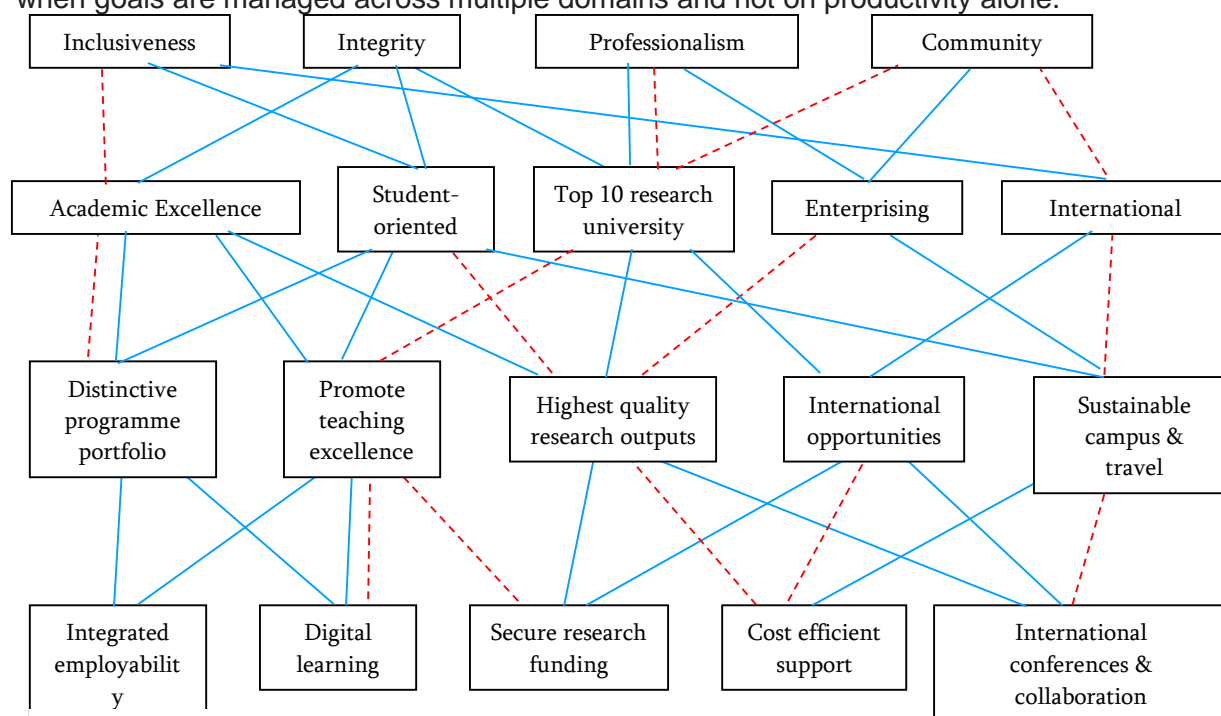 when goals are managed across multiple domains and not on productivity alone.
Inclusiveness
Integrity
Professionalism
Community
Academic Excellence
Student-
oriented
Top 10 research
university
Enterprising
International
Distinctive
programme
portfolio
Promote
teaching
excellence
Highest quality
research outputs
International
opportunities
Sustainable
campus &
travel
Integrated
employabilit
y
Digital
learning
Secure research
funding
Cost efficient
support
International
conferences &
collaboration